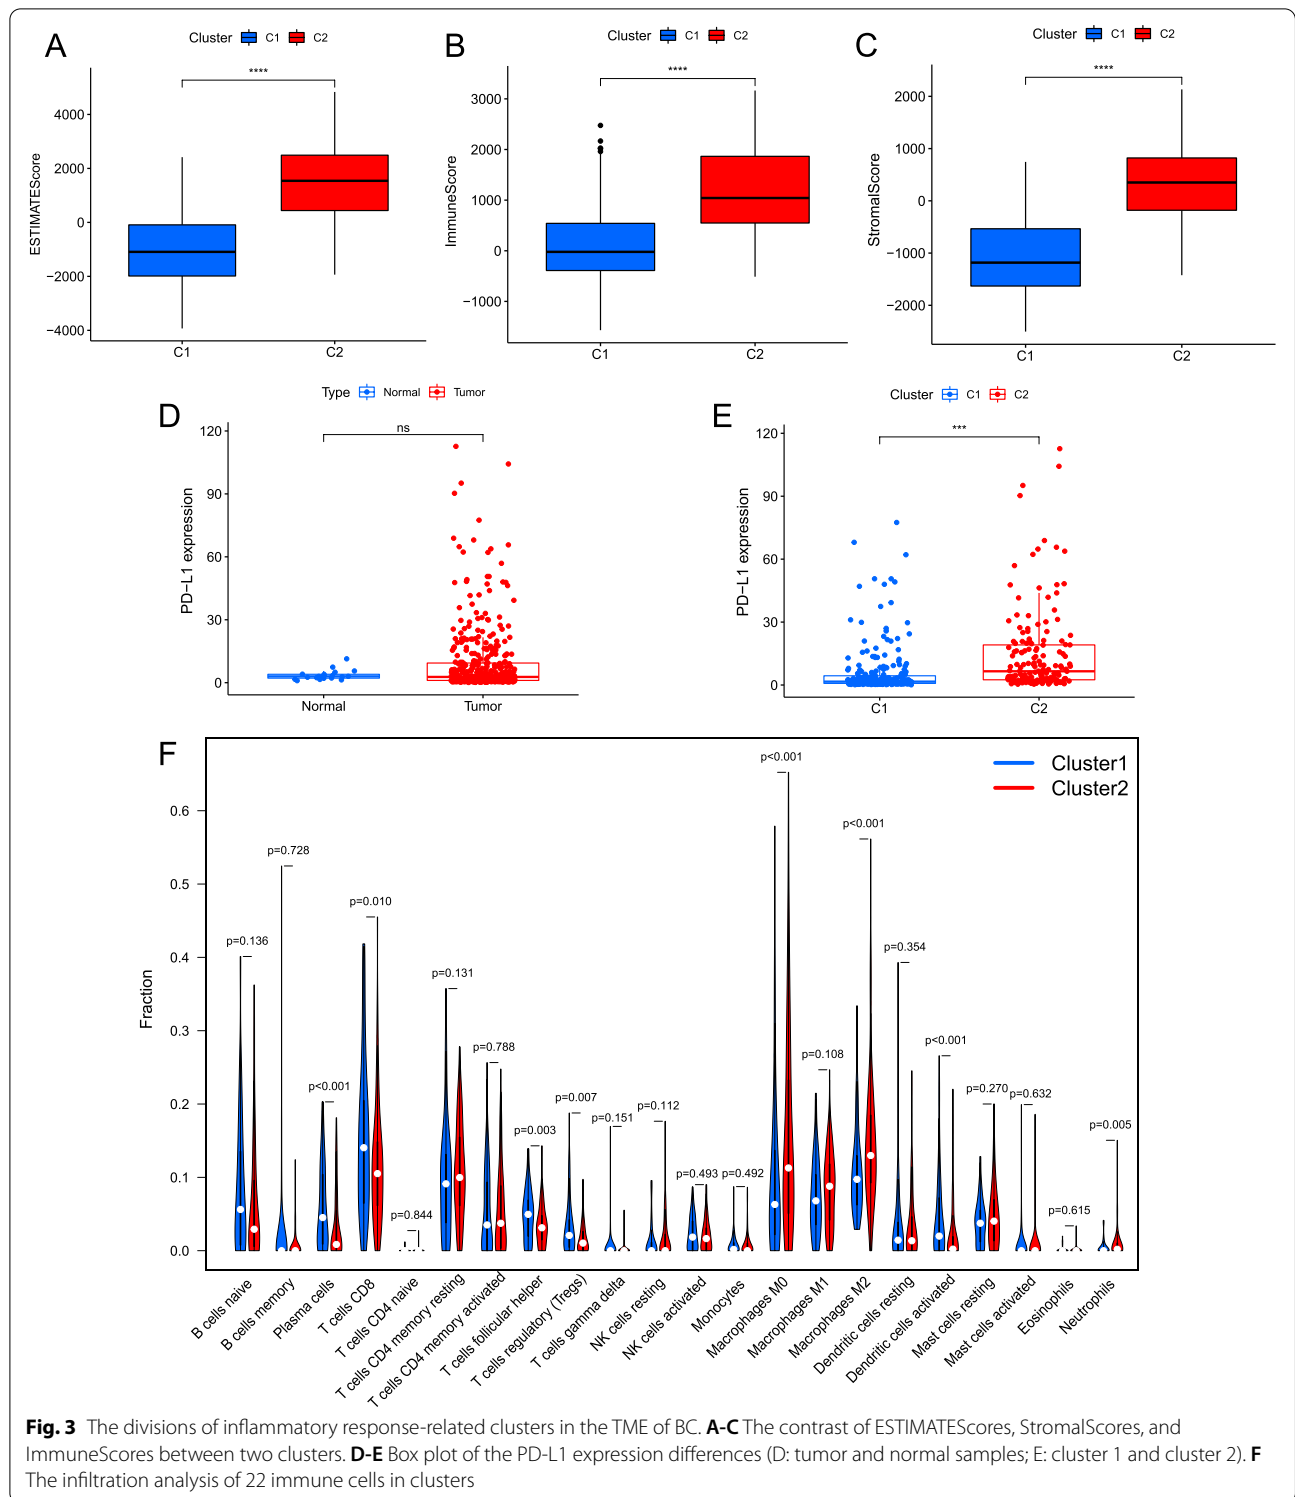 A
Cluster C1 C2
****
ESTIMATEScore
4000
2000
0
−2000
−4000
C1 C2
B
Cluster C1 C2
****
ImmuneScore
3000
2000
1000
0
−1000
C1 C2
C
Cluster C1 C2
****
StromalScore
2000
1000
0
−1000
−2000
C1 C2
D
Type Normal Tumor
ns
PD−L1 expression
120
90
60
30
0
Normal Tumor
E
Cluster C1 C2
***
PD−L1 expression
120
90
60
30
0
C1 C2
F
Cluster1
Cluster2
Fraction
0.6
0.5
0.4
0.3
0.2
0.1
0.0
p=0.136
p=0.728
p<0.001
p=0.010
p=0.844
p=0.131
p=0.788
p=0.003
p=0.007
p=0.151
p=0.112
p=0.493
p=0.492
p<0.001
p=0.108
p<0.001
p=0.354
p<0.001
p=0.270
p=0.632
p=0.615
p=0.005
B cells naive
B cells memory
Plasma cells
T cells CD8
T cells CD4 naive
T cells CD4 memory resting
T cells CD4 memory activated
T cells follicular helper
T cells regulatory (Tregs)
T cells gamma delta
NK cells resting
NK cells activated
Monocytes
Macrophages M0
Macrophages M1
Macrophages M2
Dendritic cells resting
Dendritic cells activated
Mast cells resting
Mast cells activated
Eosinophils
Neutrophils
Fig. 3 The divisions of inflammatory response-related clusters in the TME of BC. A-C The contrast of ESTIMATEScores, StromalScores, and
ImmuneScores between two clusters. D-E Box plot of the PD-L1 expression differences (D: tumor and normal samples; E: cluster 1 and cluster 2). F
The infiltration analysis of 22 immune cells in clusters